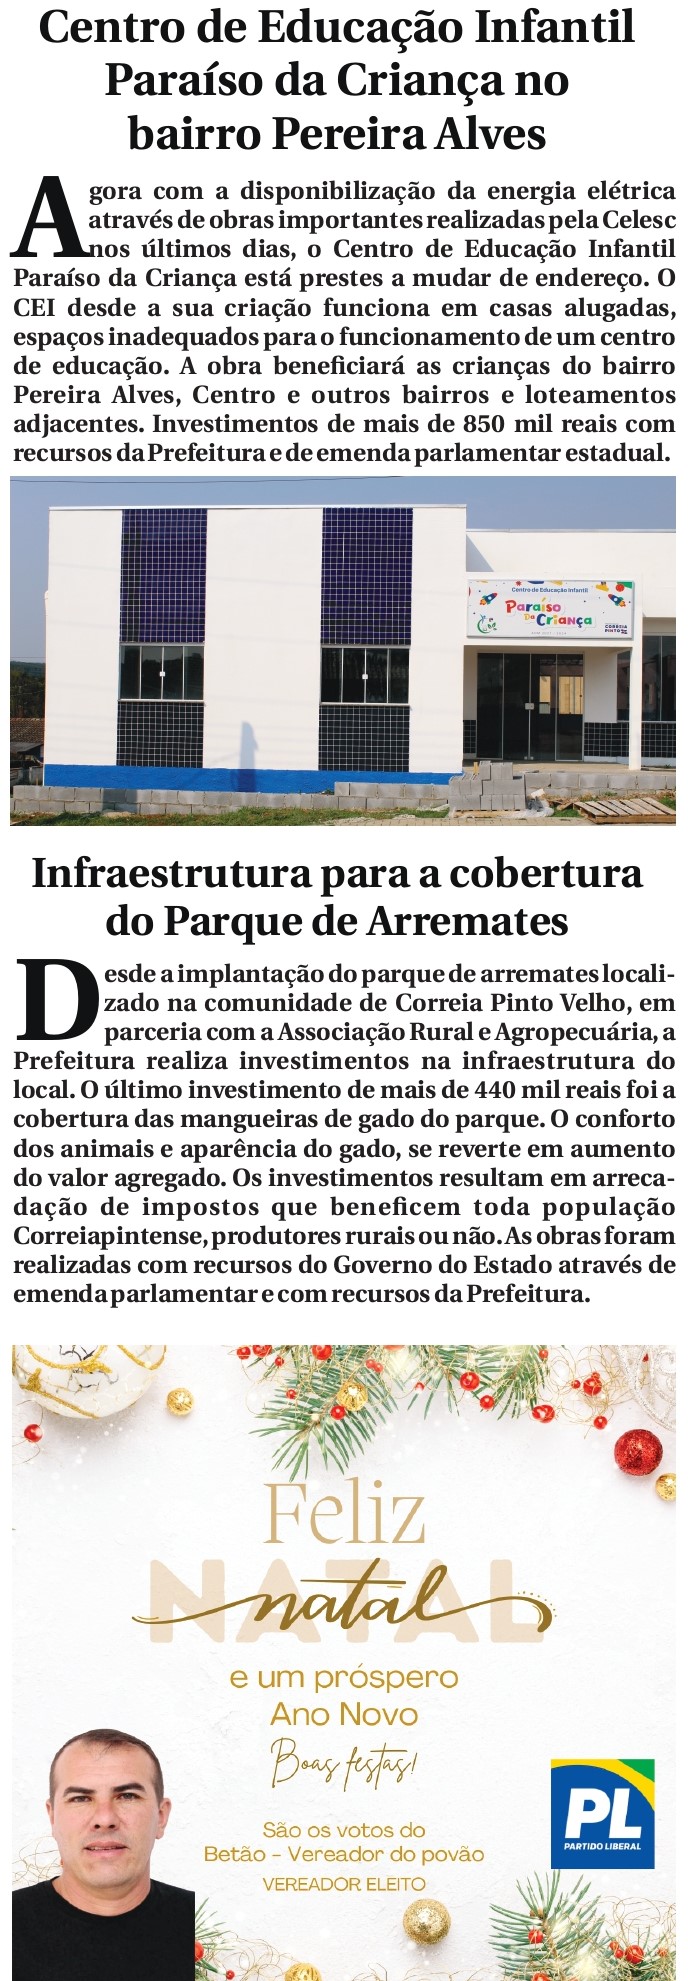 Centro de Educação Infantil
Paraíso da Criança no
bairro Pereira Alves
Agora com a disponibilização da energia elétrica
através de obras importantes realizadas pela Celesc
nos últimos dias, o Centro de Educação Infantil
Paraíso da Criança está prestes a mudar de endereço. O
CEI desde a sua criação funciona em casas alugadas,
espaços inadequados para o funcionamento de um centro
de educação. A obra beneficiará as crianças do bairro
Pereira Alves, Centro e outros bairros e loteamentos
adjacentes. Investimentos de mais de 850 mil reais com
recursos da Prefeitura e de emenda parlamentar estadual.
Centro de Educação Infantil
Paraíso
Da Criança
CORREIA
PINTO
Infraestrutura para a cobertura
do Parque de Arremates
Desde a implantação do parque de arremates locali-
zado na comunidade de Correia Pinto Velho, em
parceria com a Associação Rural e Agropecuária, a
Prefeitura realiza investimentos na infraestrutura do
local. O último investimento de mais de 440 mil reais foi a
cobertura das mangueiras de gado do parque. O conforto
dos animais e aparência do gado, se reverte em aumento
do valor agregado. Os investimentos resultam em arreca-
dação de impostos que beneficem toda população
Correiapintense, produtores rurais ou não. As obras foram
realizadas com recursos do Governo do Estado através de
emenda parlamentar e com recursos da Prefeitura.
Feliz
NATAL
natal
e um próspero
Ano Novo
Boas festas!
PL
PARTIDO LIBERAL
São os votos do
Betão - Vereador do povão
VEREADOR ELEITO